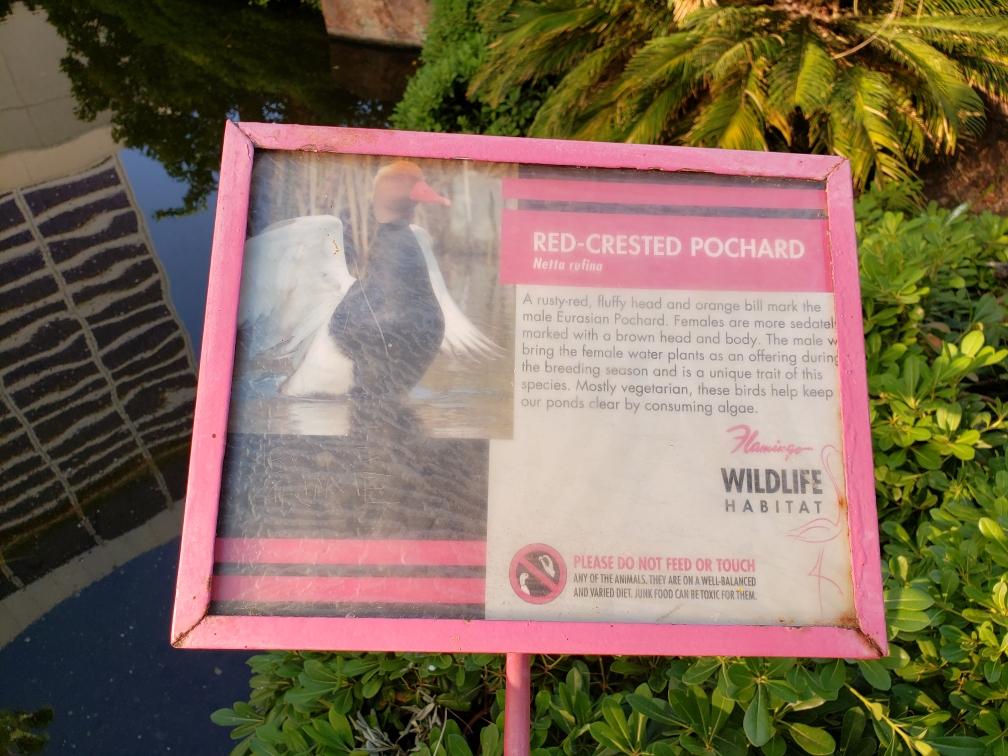 RED-CRESTED POCHARD
Netta rufina
A rusty-red, fluffy head and orange bill mark the
male Eurasian Pochard. Females are more sedatel
marked with a brown head and body. The male w
bring the female water plants as an offering during
the breeding season and is a unique trait of this
species. Mostly vegetarian, these birds help keep
our ponds clear by consuming algae.
Flamingo
WILDLIFE
HABITAT
PLEASE DO NOT FEED OR TOUCH
ANY OF THE ANIMALS. THEY ARE ON A WELL-BALANCED
AND VARIED DIET. JUNK FOOD CAN BE TOXIC FOR THEM.